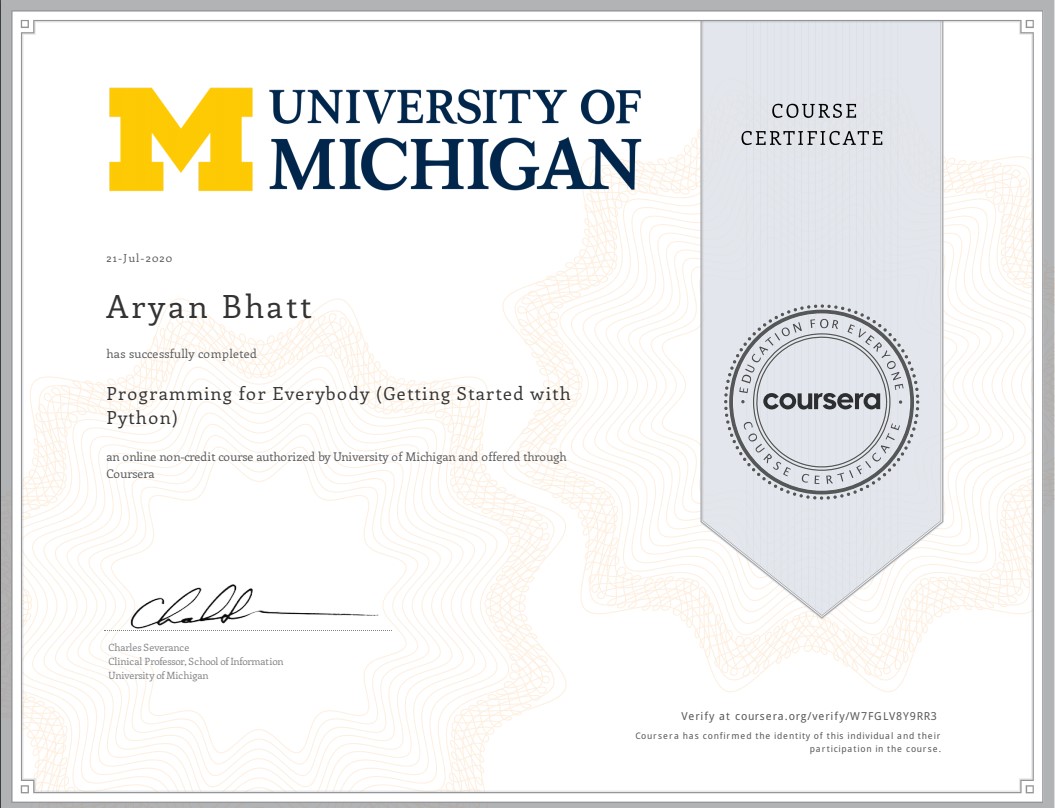 UNIVERSITY OF
MICHIGAN
COURSE
CERTIFICATE
21-Jul-2020
Aryan Bhatt
has successfully completed
Programming for Everybody (Getting Started with
Python)
an online non-credit course authorized by University of Michigan and offered through
Coursera
EDUCATION FOR EVERYONE
coursera
COURSE CERTIFICATE
Charles Severance
Clinical Professor, School of Information
University of Michigan
Verify at coursera.org/verify/W7FGLV8Y9RR3
Coursera has confirmed the identity of this individual and their
participation in the course.